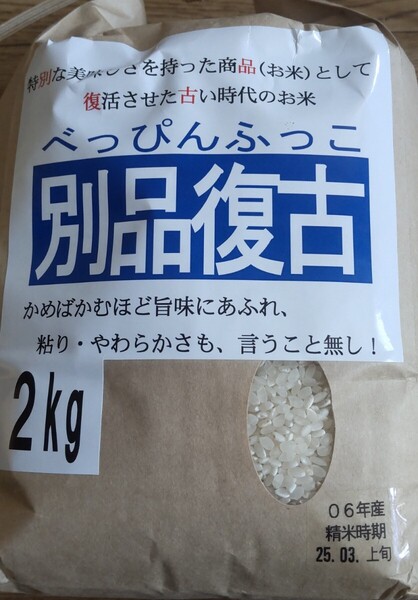 特別な美味しさを持った商品(お米)として
復活させた古い時代のお米
べっぴんふっこ
別品復古
かめばかむほど旨味にあふれ、
粘り・やわらかさも、言うこと無し！
2kg
06年産
精米時期
25.03.上旬